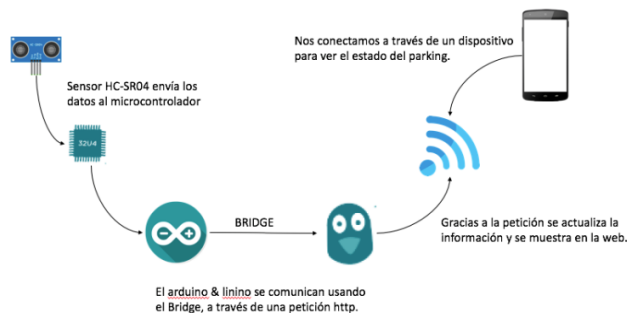 Nos conectamos a través de un dispositivo
para ver el estado del parking.
HC-SR04
Sensor HC-SR04 envía los
datos al microcontrolador
32U4
BRIDGE
Gracias a la petición se actualiza la
información y se muestra en la web.
El arduino & linino se comunican usando
el Bridge, a través de una petición http.